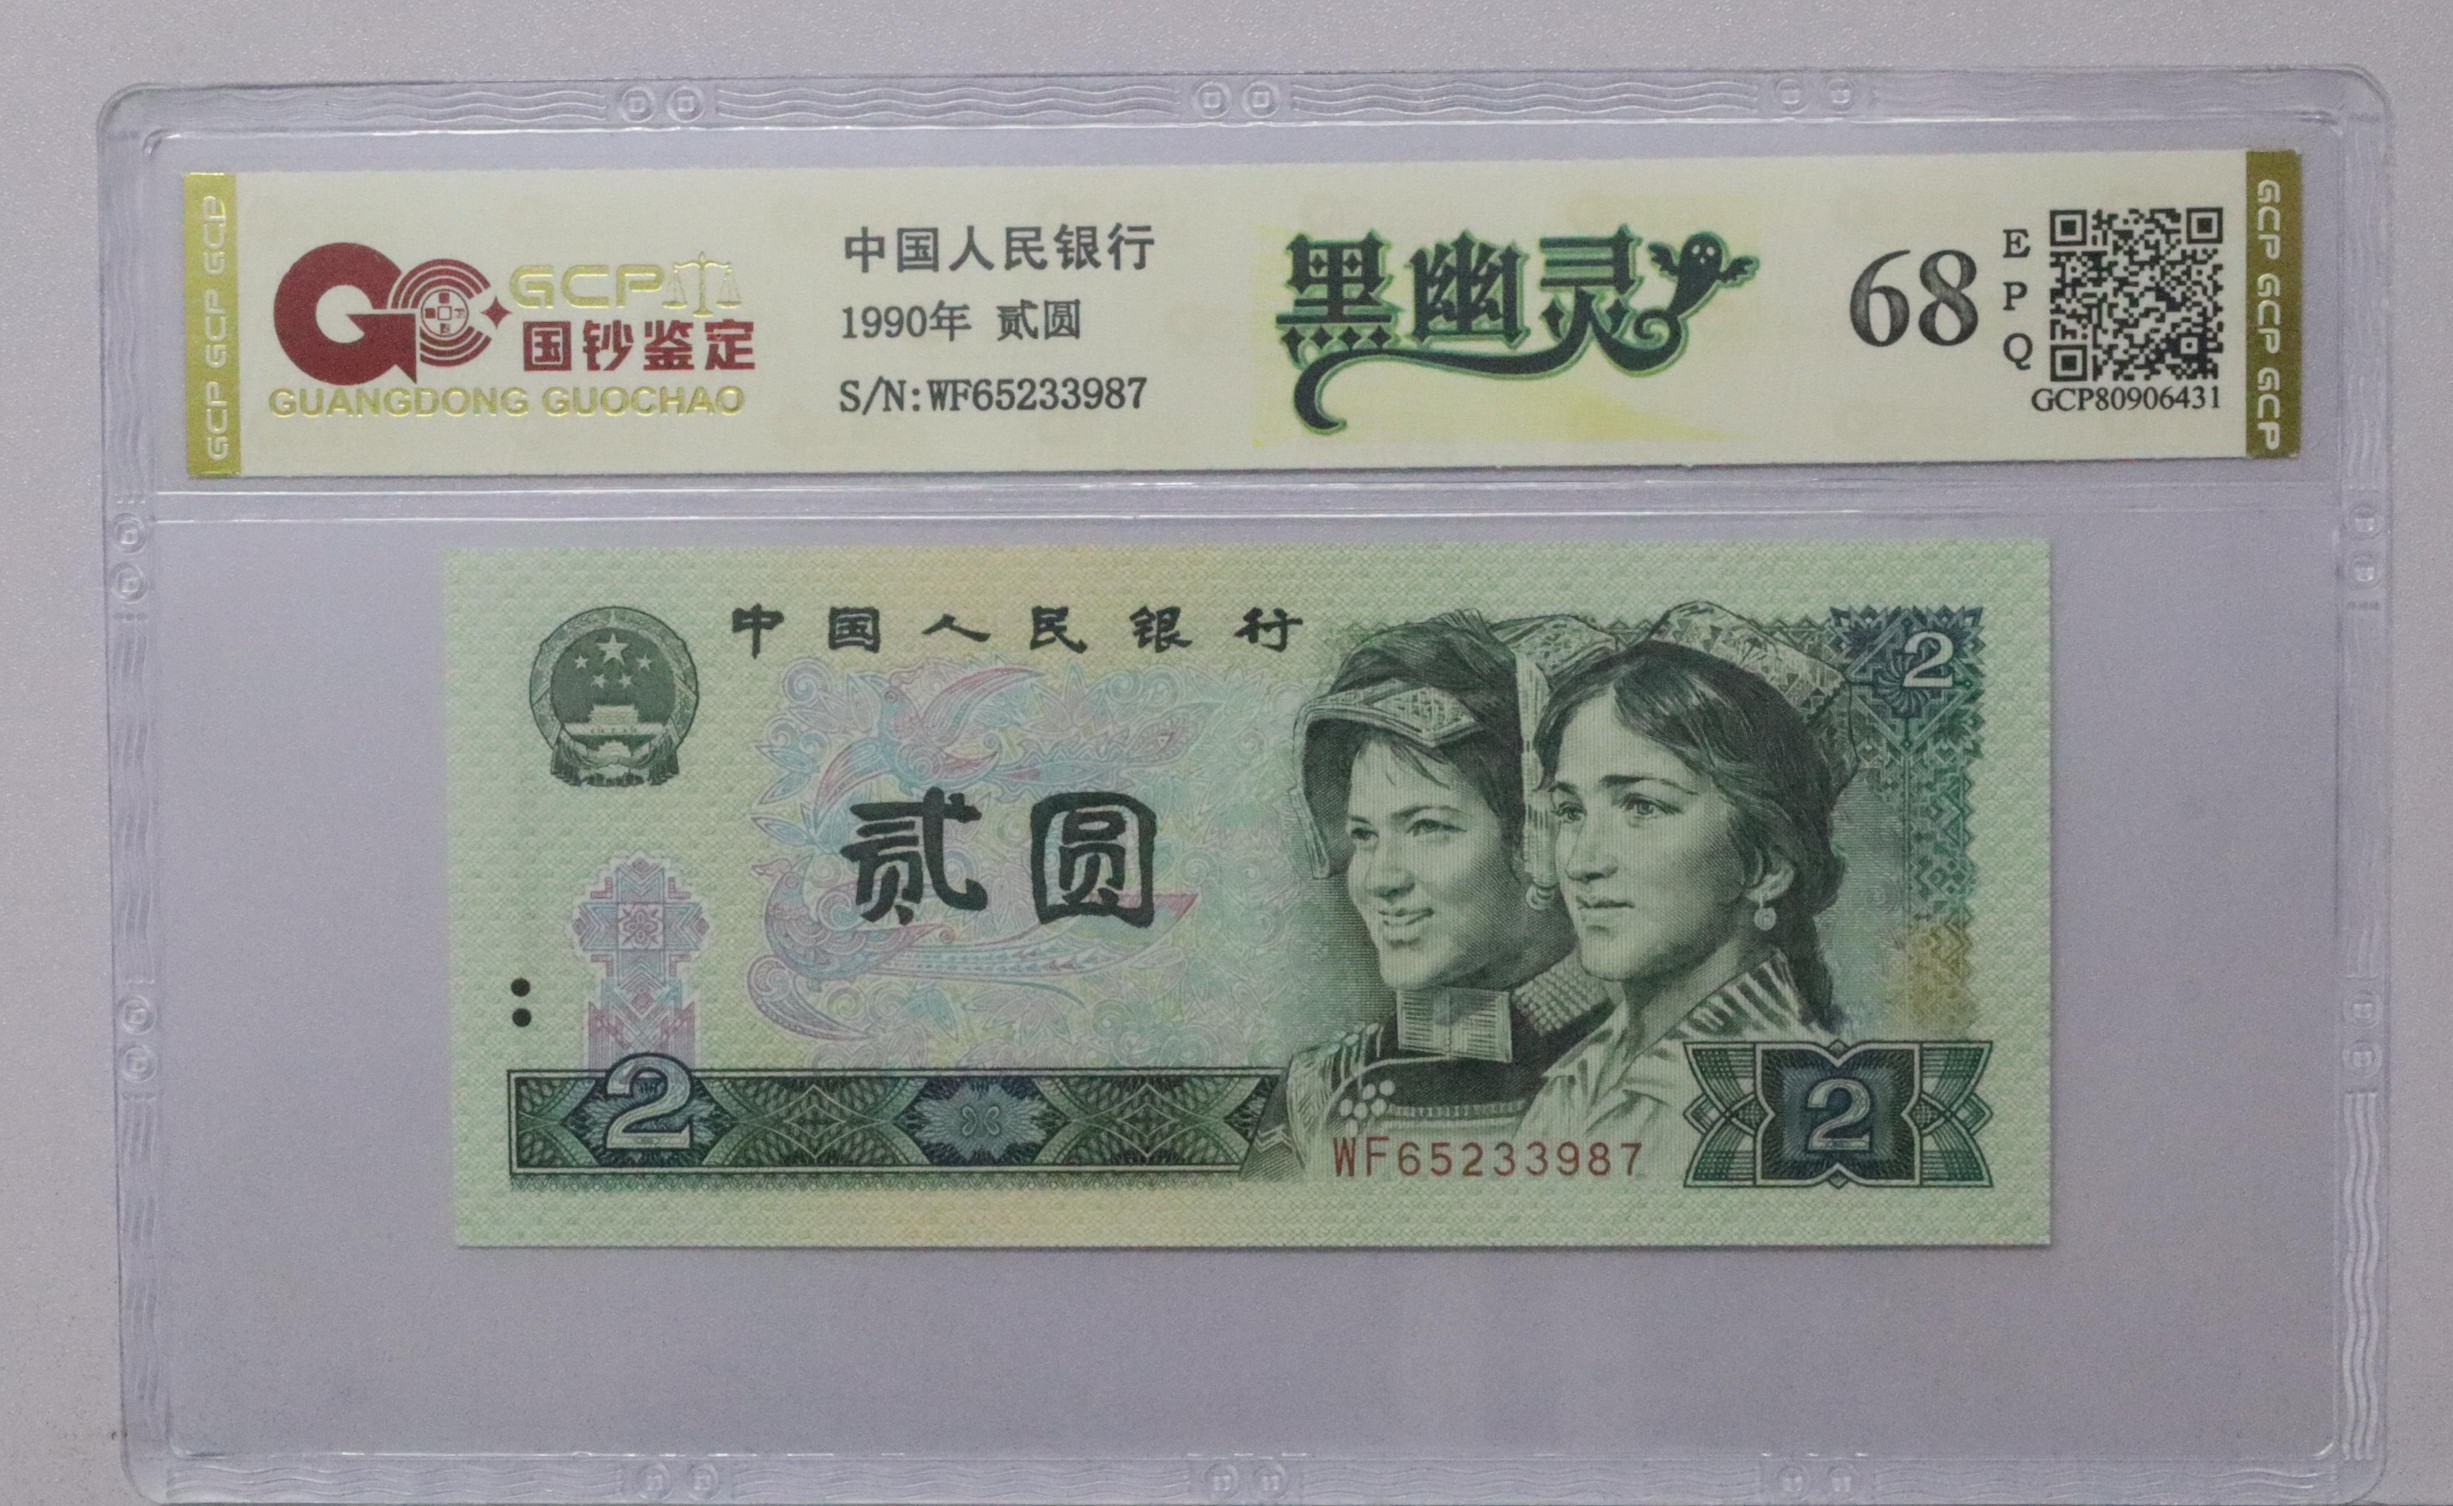 GCP
国钞鉴定
GUANGDONG GUOCHAO
中国人民银行
1990年 贰圆
S/N:WF65233987
黑幽灵
68
EPQ
GCP80906431
GCP GCP GCP
GCP GCP GCP
中国人民银行
2
贰圆
2
WF65233987
2